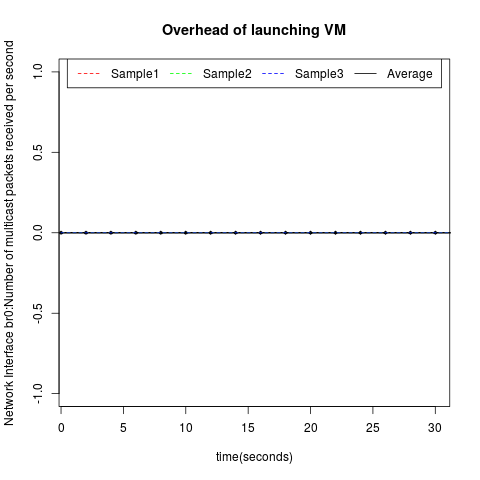 Overhead of launching VM
Network Interface br0:Number of multicast packets received per second
Sample1 Sample2 Sample3 Average
1.0
0.5
0.0
-0.5
-1.0
0 5 10 15 20 25 30
time(seconds)